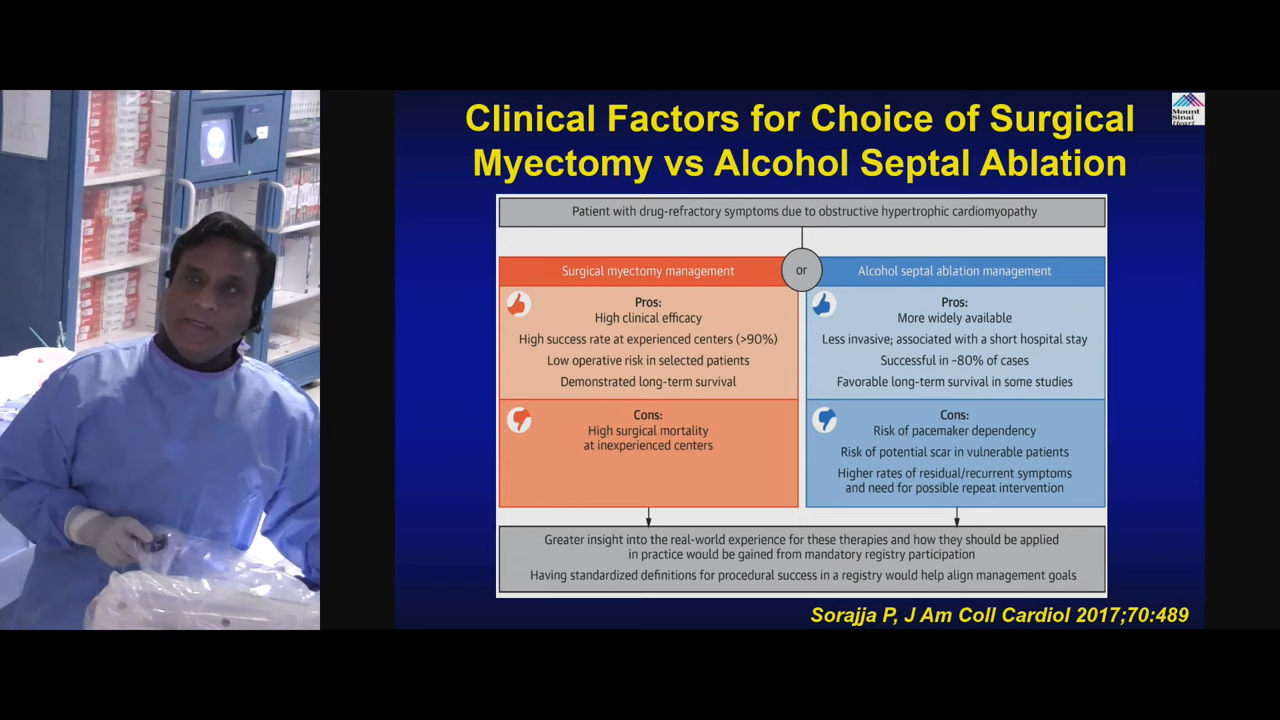 Clinical Factors for Choice of Surgical
Myectomy vs Alcohol Septal Ablation
Mount
Sinai
Heart
Patient with drug-refractory symptoms due to obstructive hypertrophic cardiomyopathy
or
Surgical myectomy management
Pros:
High clinical efficacy
High success rate at experienced centers (>90%)
Low operative risk in selected patients
Demonstrated long-term survival
Cons:
High surgical mortality
at inexperienced centers
Alcohol septal ablation management
Pros:
More widely available
Less invasive; associated with a short hospital stay
Successful in ~80% of cases
Favorable long-term survival in some studies
Cons:
Risk of pacemaker dependency
Risk of potential scar in vulnerable patients
Higher rates of residual/recurrent symptoms
and need for possible repeat intervention
Greater insight into the real-world experience for these therapies and how they should be applied
in practice would be gained from mandatory registry participation
Having standardized definitions for procedural success in a registry would help align management goals
Sorajja P, J Am Coll Cardiol 2017;70:489